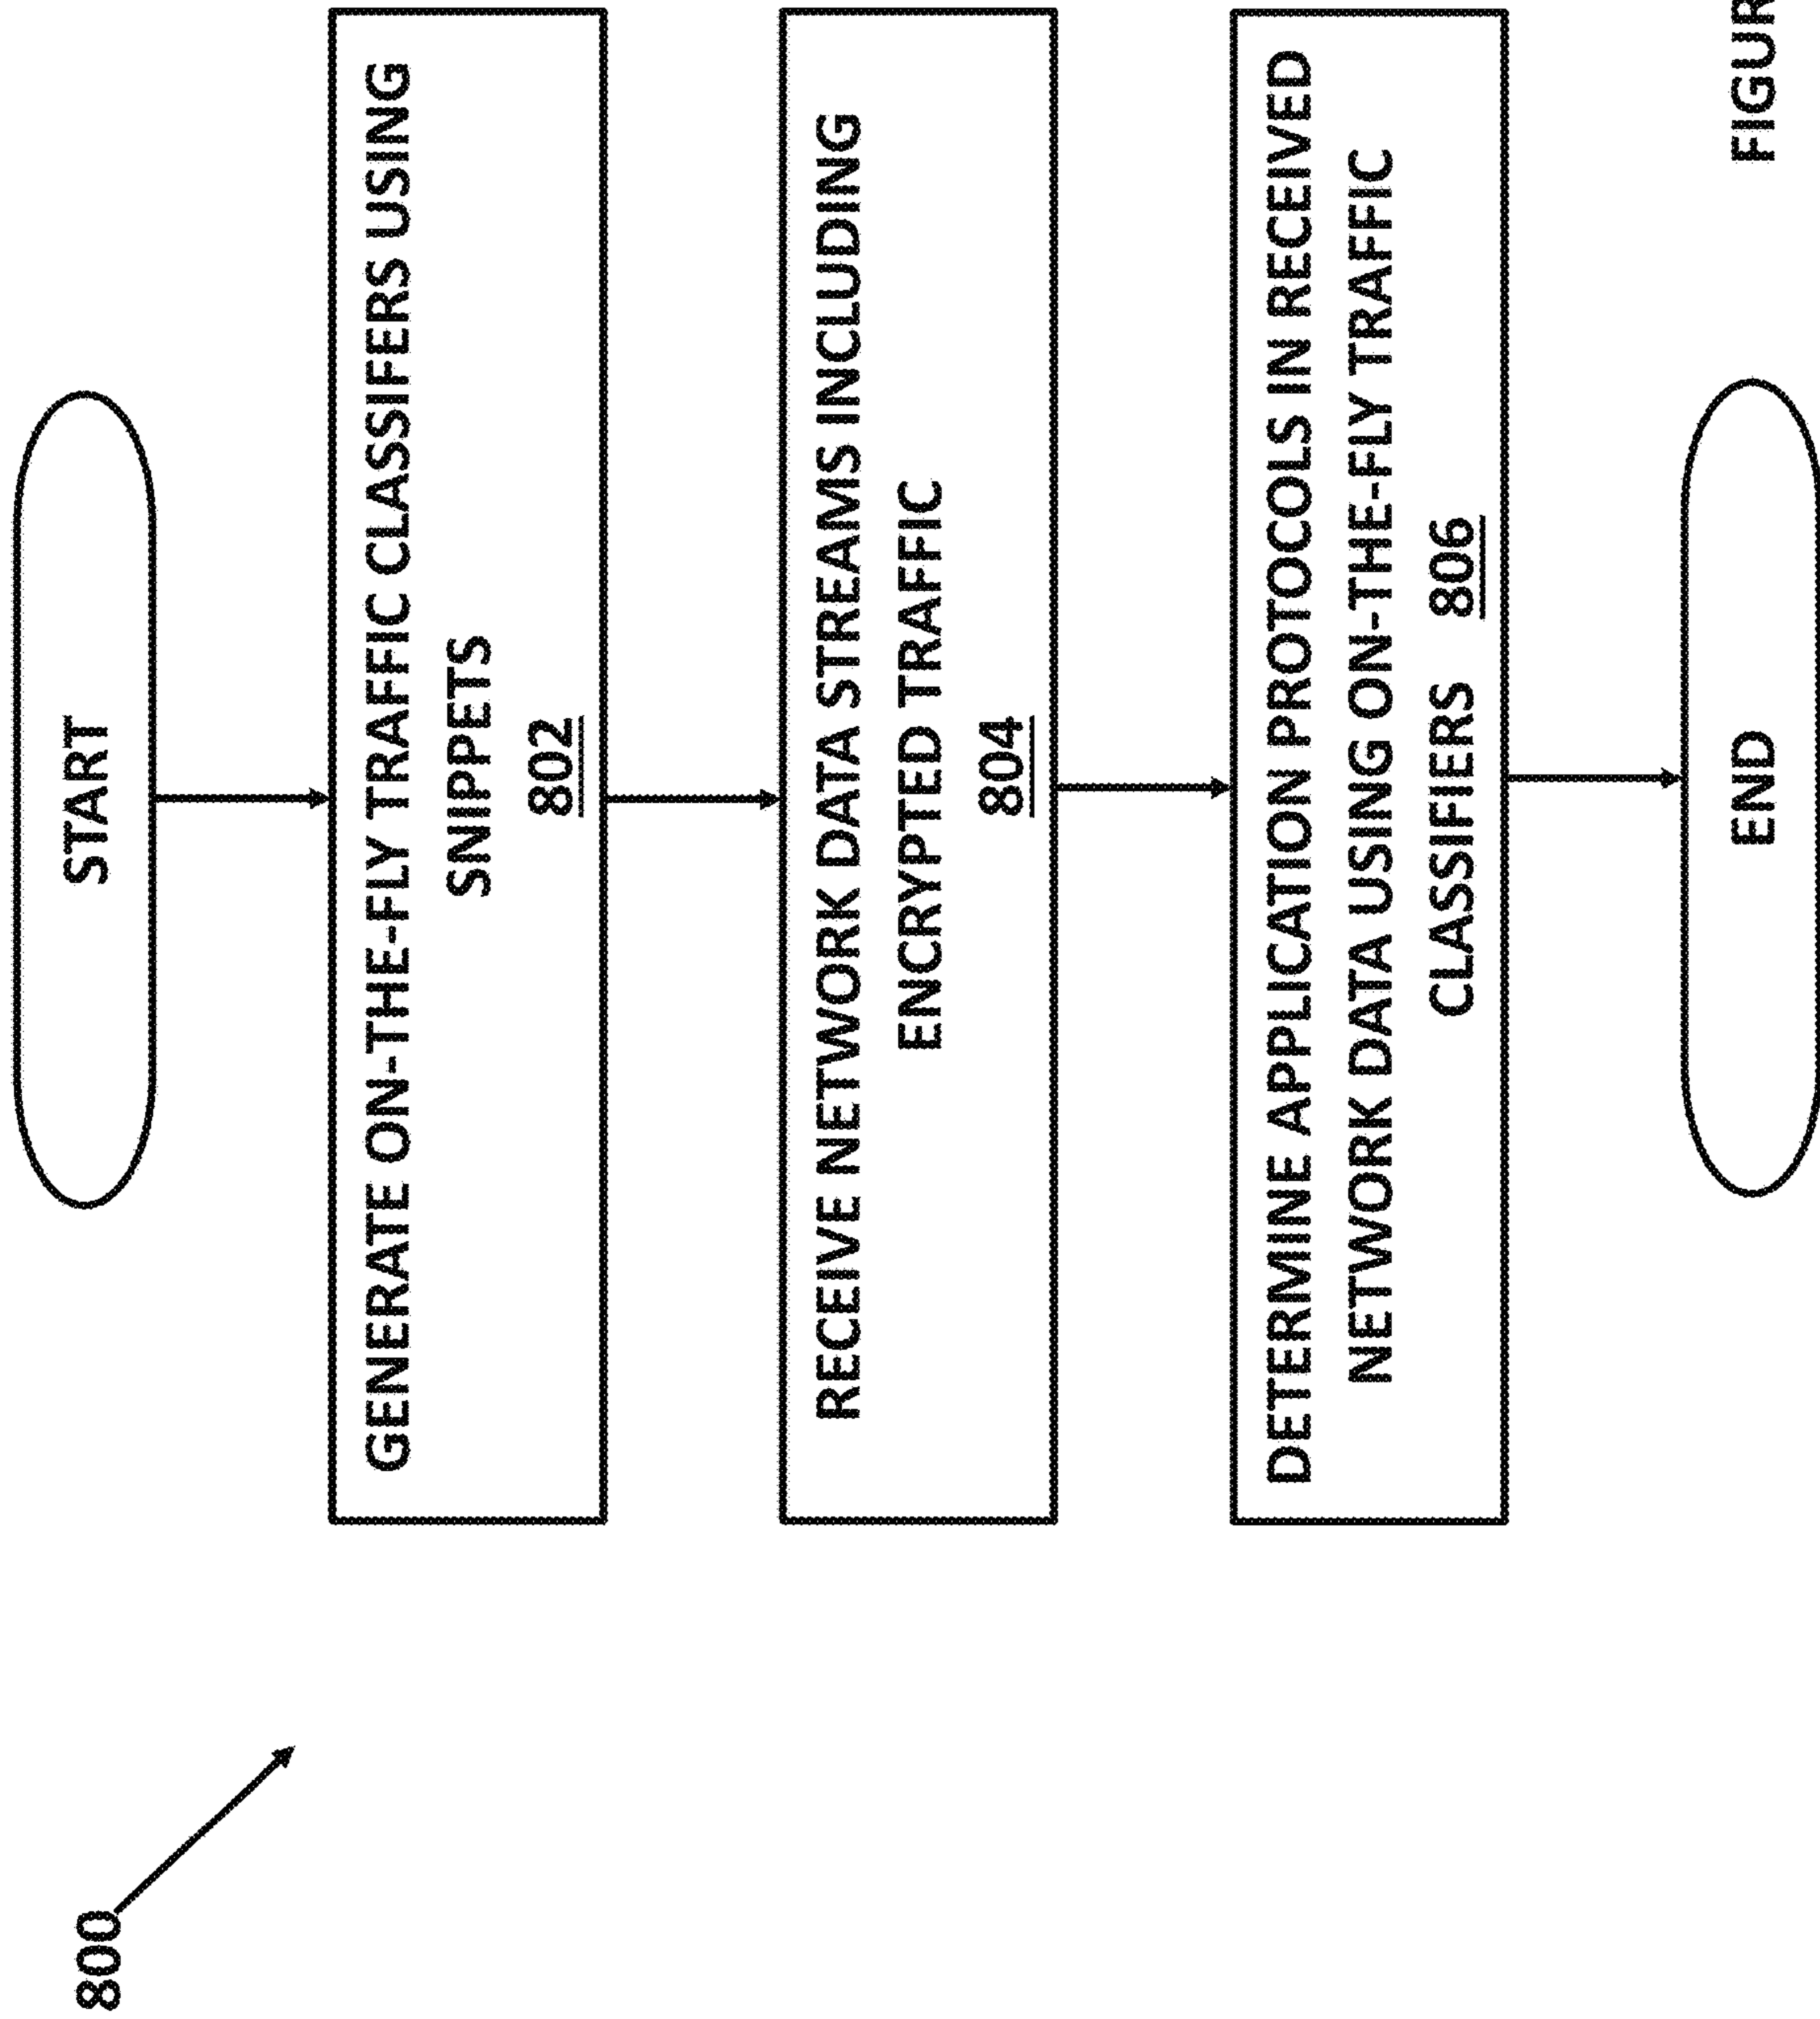 800
START
GENERATE ON-THE-FLY TRAFFIC CLASSIFERS USING
SNIPPETS
802
RECEIVE NETWORK DATA STREAMS INCLUDING
ENCRYPTED TRAFFIC
804
DETERMINE APPLICATION PROTOCOLS IN RECEIVED
NETWORK DATA USING ON-THE-FLY TRAFFIC
CLASSIFIERS 806
END